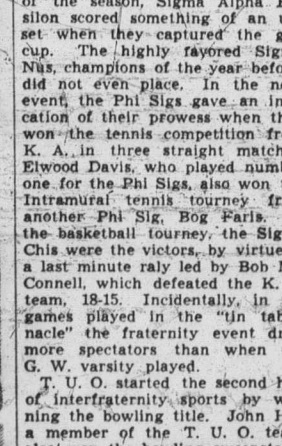 of the season, Sigma Alpha
silon scored something of an
set when they captured the
cup. The highly favored Sig
Nus, champions of the year befo
did not even place. In the n
event, the Phi Sigs gave an in
cation of their prowess when th
won the tennis competition fr
K. A. in three straight match
Elwood Davis, who played numb
one for the Phi Sigs, also won
Intramural tennis tourney fr
another Phi Sig, Bog Faris.
the basketball tourney, the Sig
Chis were the victors, by virtue
a last minute raly led by Bob
Connell, which defeated the K.
team, 18-15. Incidentally, in
games played in the "tin tab
nacle" the fraternity event dr
more spectators than when
G. W. varsity played.
T. U. O. started the second
of interfraternity sports by w
ning the bowling title. John
a member of the T. U. O. te